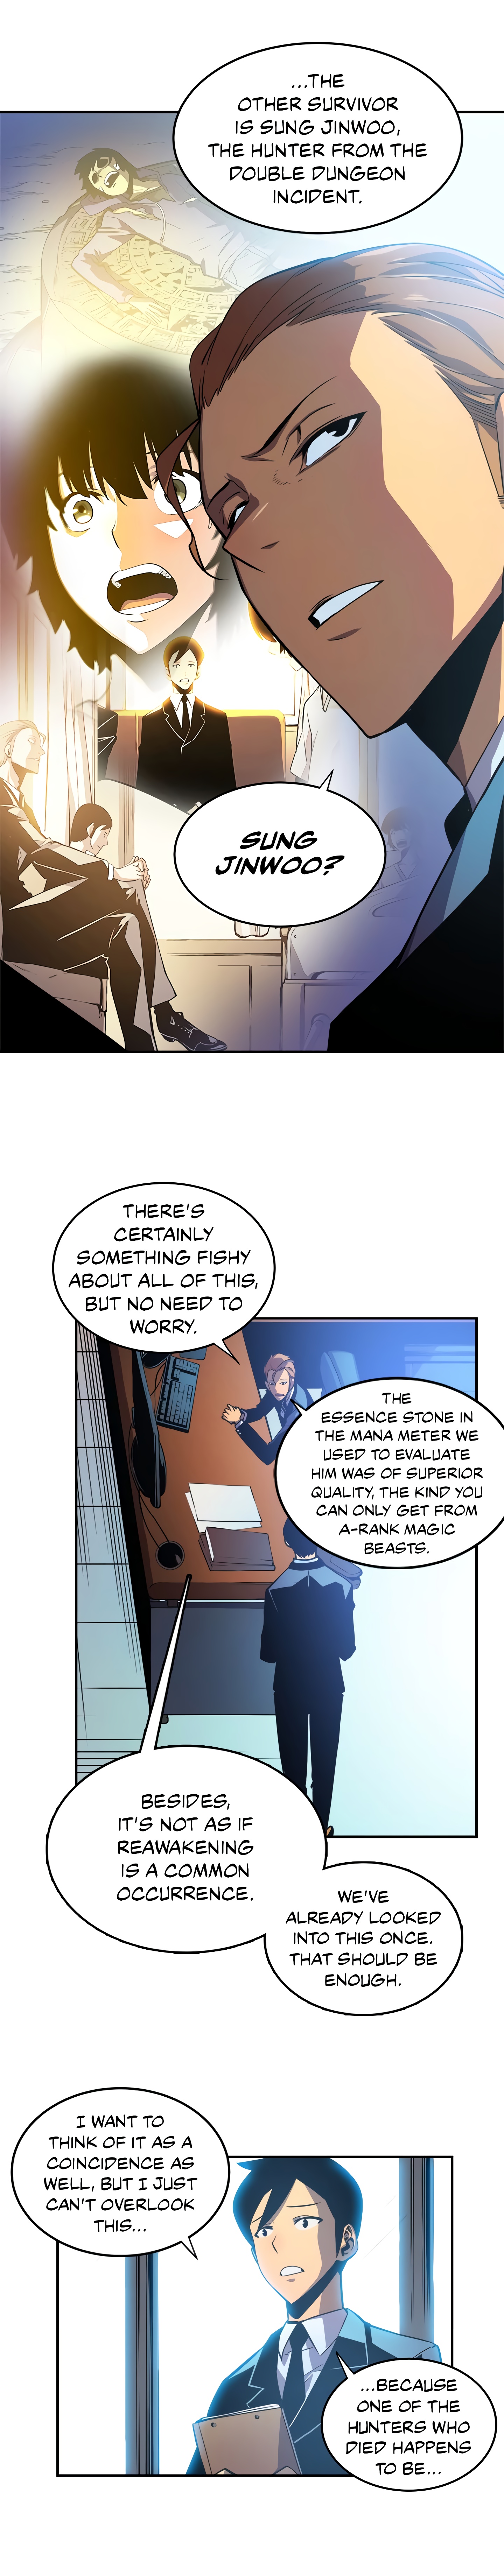 ...THE
OTHER SURVIVOR
IS SUNG JINWOO,
THE HUNTER FROM THE
DOUBLE DUNGEON
INCIDENT.
SUNG
JINWOO?
THERE'S
CERTAINLY
SOMETHING FISHY
ABOUT ALL OF THIS,
BUT NO NEED TO
WORRY.
THE
ESSENCE STONE IN
THE MANA METER WE
USED TO EVALUATE
HIM WAS OF SUPERIOR
QUALITY, THE KIND YOU
CAN ONLY GET FROM
A-RANK MAGIC
BEASTS.
BESIDES,
IT'S NOT AS IF
REAWAKENING
IS A COMMON
OCCURRENCE.
WE'VE
ALREADY LOOKED
INTO THIS ONCE.
THAT SHOULD BE
ENOUGH.
I WANT TO
THINK OF IT AS A
COINCIDENCE AS
WELL, BUT I JUST
CAN'T OVERLOOK
THIS...
...BECAUSE
ONE OF THE
HUNTERS WHO
DIED HAPPENS
TO BE...